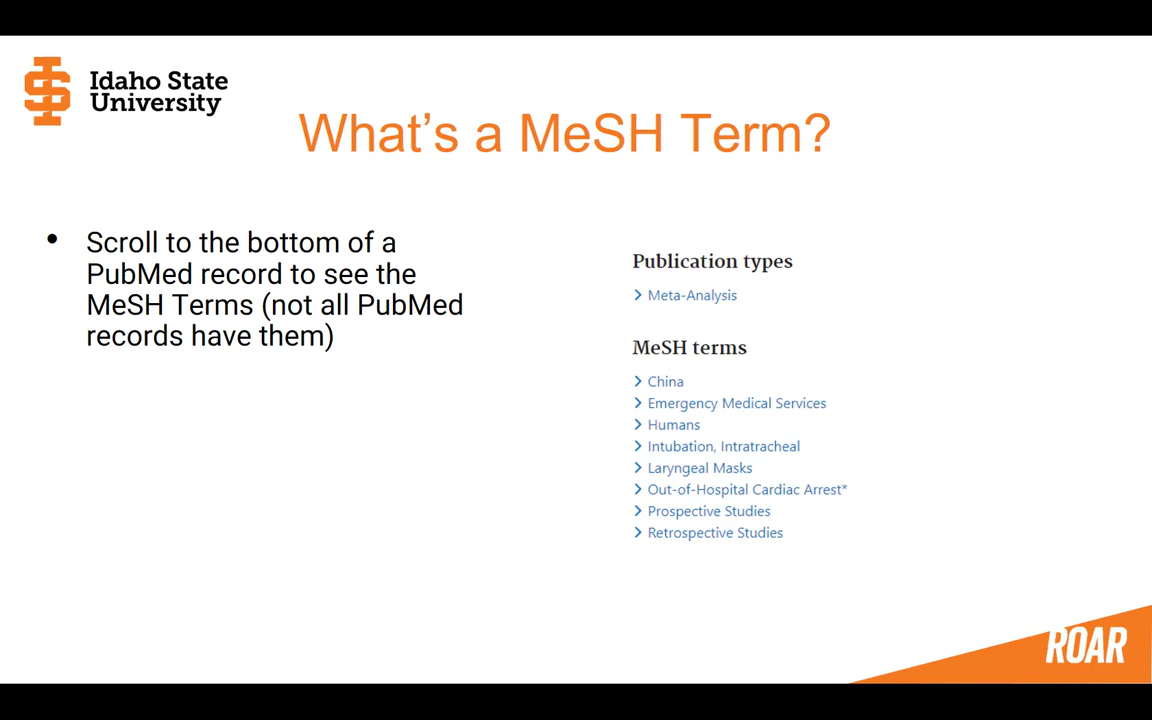 Idaho State
University
What's a MeSH Term?
• Scroll to the bottom of a
PubMed record to see the
MeSH Terms (not all PubMed
records have them)
Publication types
> Meta-Analysis
MeSH terms
> China
> Emergency Medical Services
> Humans
> Intubation, Intratracheal
> Laryngeal Masks
> Out-of-Hospital Cardiac Arrest*
> Prospective Studies
> Retrospective Studies
ROAR